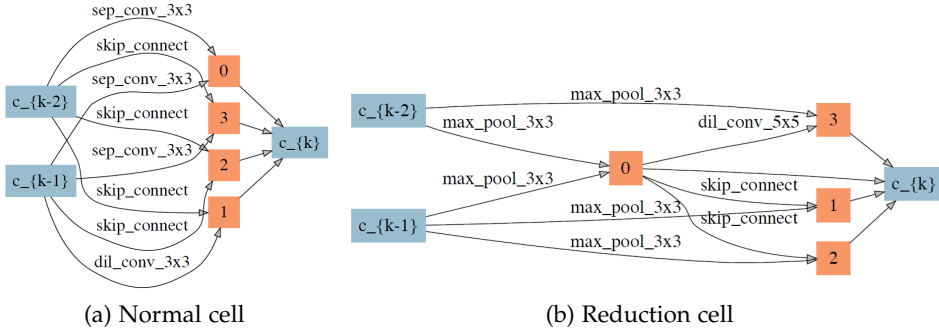 sep_conv_3x3
skip_connect
sep_conv_3x3
skip_connect
sep_conv_3x3
skip_connect
skip_connect
dil_conv_3x3
c_{k-2}
c_{k-1}
0
3
2
1
c_{k}
(a) Normal cell
c_{k-2}
c_{k-1}
max_pool_3x3
max_pool_3x3
dil_conv_5x5
max_pool_3x3
skip_connect
max_pool_3x3
skip_connect
max_pool_3x3
0
3
1
2
c_{k}
(b) Reduction cell